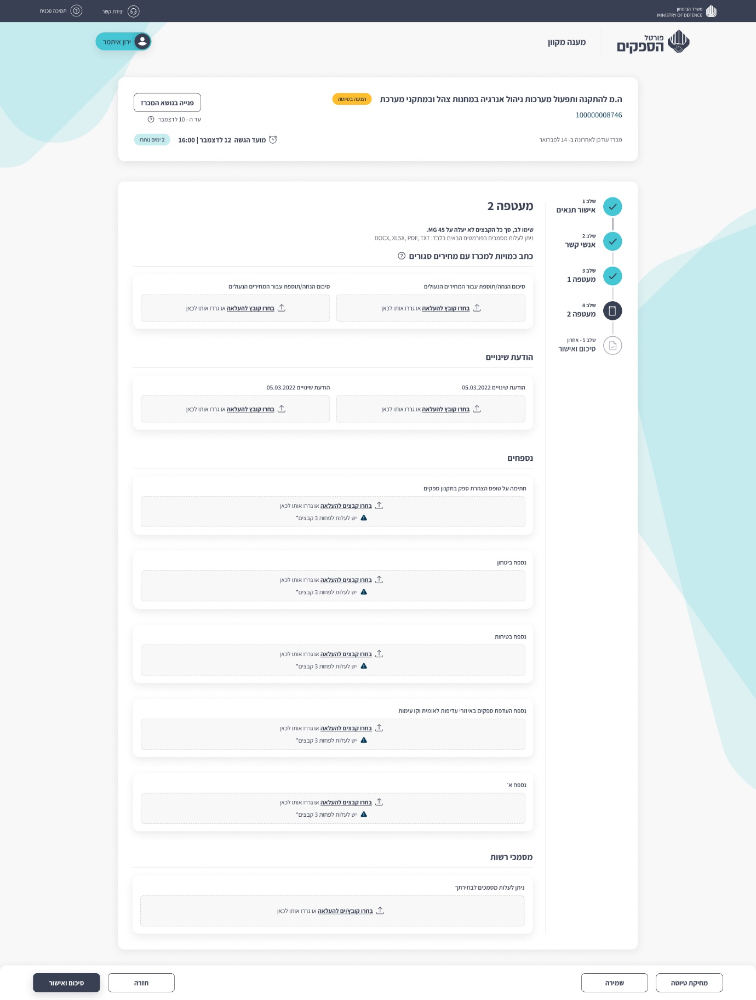 משרד הביטחון
MINISTRY OF DEFENCE
יצירת קשר
תמיכה טכנית
פורטל
הספקים
מענה מקוון
ירון איתמר
ה.מ להתקנה ותפעול מערכות ניהול אנרגיה במחנות צהל ובמתקני מערכת
הצעה בטיוטה
פנייה בנושא המכרז
100000008746
עד ה - 10 לדצמבר
מכרז עודכן לאחרונה ב- 14 לפברואר
מועד הגשה 12 לדצמבר | 16:00
2 ימים נותרו
שלב 1
אישור תנאים
שלב 2
אנשי קשר
שלב 3
מעטפה 1
שלב 4
מעטפה 2
שלב 5 - אחרון
סיכום ואישור
מעטפה 2
שימו לב, סך כל הקבצים לא יעלה על 45 MG.
ניתן לעלות מסמכים בפורמטים הבאים בלבד: DOCX, XLSX, PDF, TXT
כתב כמויות למכרז עם מחירים סגורים
סיכום הנחה/תוספת עבור המחירים הנעולים
סיכום הנחה/תוספת עבור המחירים הנעולים
בחרו קובץ להעלאה או גררו אותו לכאן
בחרו קובץ להעלאה או גררו אותו לכאן
הודעת שינויים
הודעת שינויים 05.03.2022
הודעת שינויים 05.03.2022
בחרו קובץ להעלאה או גררו אותו לכאן
בחרו קובץ להעלאה או גררו אותו לכאן
נספחים
חתימה על טופס הצהרת ספק בתקנון ספקים
בחרו קבצים להעלאה או גררו אותו לכאן
יש לעלות לפחות 3 קבצים*
נספח ביטחון
בחרו קבצים להעלאה או גררו אותו לכאן
יש לעלות לפחות 3 קבצים*
נספח בטיחות
בחרו קבצים להעלאה או גררו אותו לכאן
יש לעלות לפחות 3 קבצים*
נספח העדפת ספקים באיזורי עדיפות לאומית וקו עימות
בחרו קבצים להעלאה או גררו אותו לכאן
יש לעלות לפחות 3 קבצים*
נספח א׳
בחרו קבצים להעלאה או גררו אותו לכאן
יש לעלות לפחות 3 קבצים*
מסמכי רשות
ניתן לעלות מסמכים לבחירתך
בחרו קובץ/ים להעלאה או גררו אותו לכאן
מחיקת טיוטה
שמירה
חזרה
סיכום ואישור